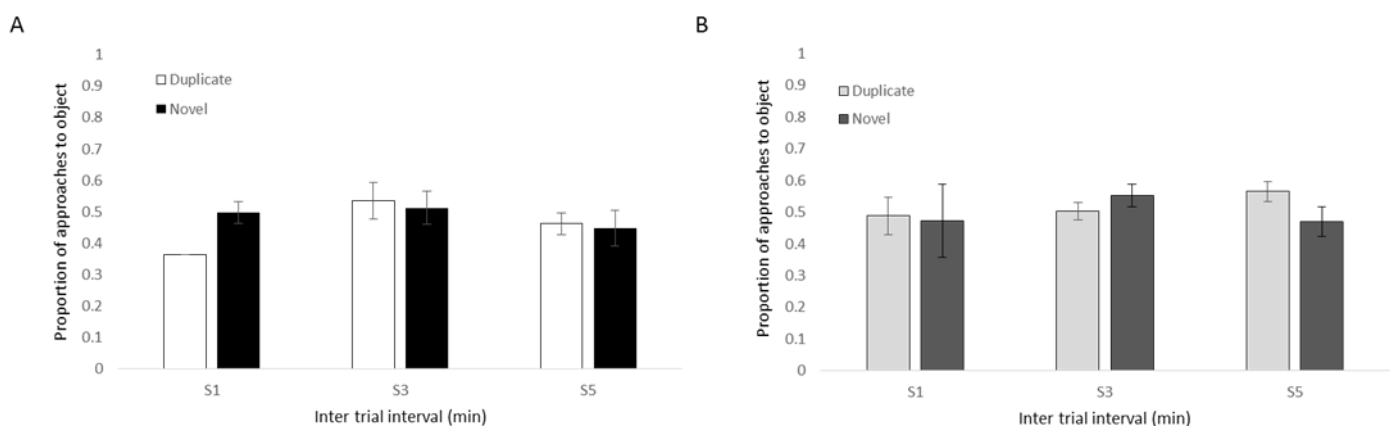 A
Proportion of approaches to object
1
0.9
0.8
0.7
0.6
0.5
0.4
0.3
0.2
0.1
0
Duplicate
Novel
S1
S3
S5
Inter trial interval (min)
B
Proportion of approaches to object
1
0.9
0.8
0.7
0.6
0.5
0.4
0.3
0.2
0.1
0
Duplicate
Novel
S1
S3
S5
Inter trial interval (min)